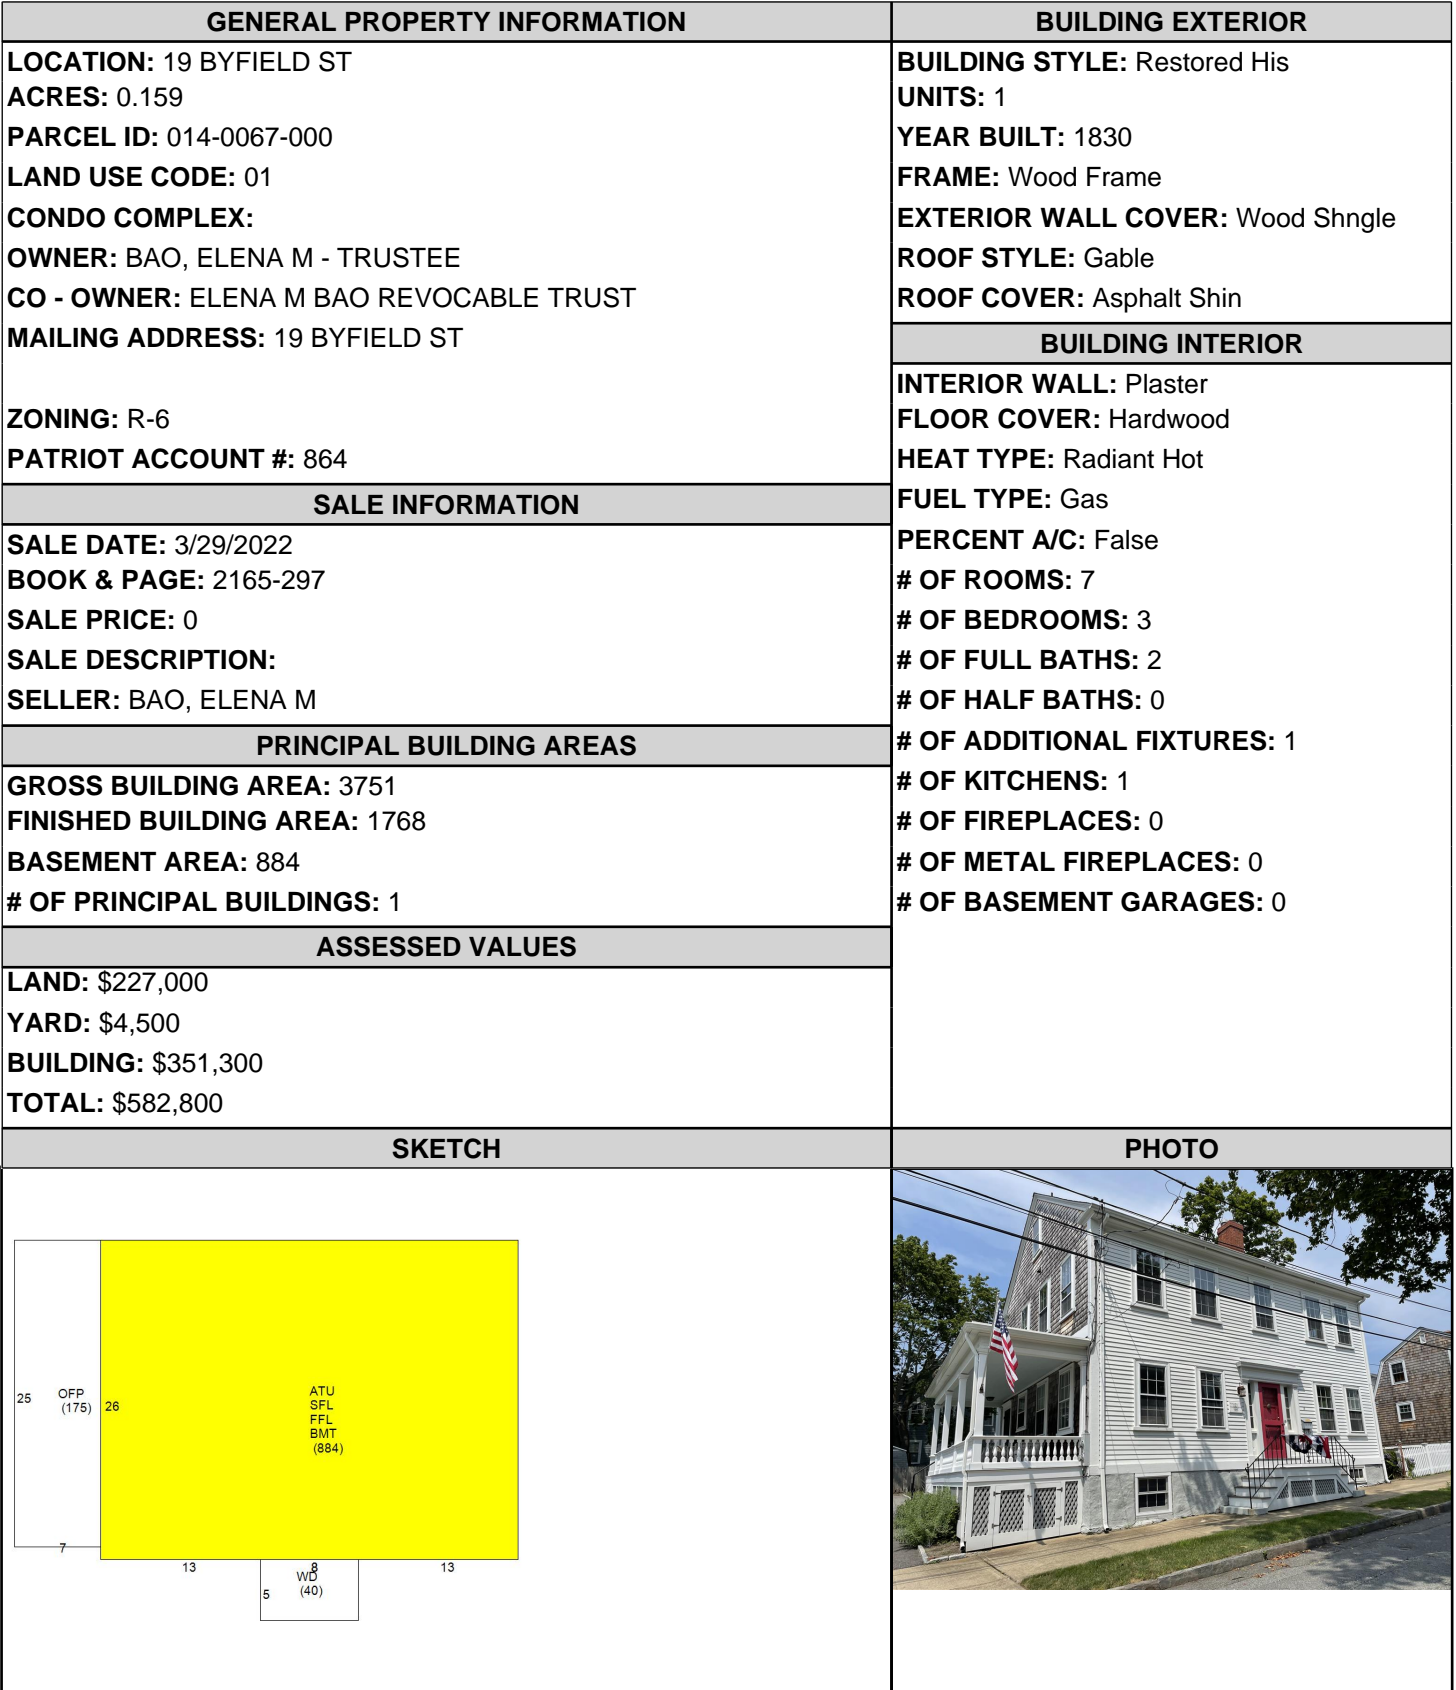 GENERAL PROPERTY INFORMATION
LOCATION: 19 BYFIELD ST
ACRES: 0.159
PARCEL ID: 014-0067-000
LAND USE CODE: 01
CONDO COMPLEX:
OWNER: BAO, ELENA M - TRUSTEE
CO - OWNER: ELENA M BAO REVOCABLE TRUST
MAILING ADDRESS: 19 BYFIELD ST
ZONING: R-6
PATRIOT ACCOUNT #: 864
SALE INFORMATION
SALE DATE: 3/29/2022
BOOK & PAGE: 2165-297
SALE PRICE: 0
SALE DESCRIPTION:
SELLER: BAO, ELENA M
PRINCIPAL BUILDING AREAS
GROSS BUILDING AREA: 3751
FINISHED BUILDING AREA: 1768
BASEMENT AREA: 884
# OF PRINCIPAL BUILDINGS: 1
ASSESSED VALUES
LAND: $227,000
YARD: $4,500
BUILDING: $351,300
TOTAL: $582,800
BUILDING EXTERIOR
BUILDING STYLE: Restored His
UNITS: 1
YEAR BUILT: 1830
FRAME: Wood Frame
EXTERIOR WALL COVER: Wood Shngle
ROOF STYLE: Gable
ROOF COVER: Asphalt Shin
BUILDING INTERIOR
INTERIOR WALL: Plaster
FLOOR COVER: Hardwood
HEAT TYPE: Radiant Hot
FUEL TYPE: Gas
PERCENT A/C: False
# OF ROOMS: 7
# OF BEDROOMS: 3
# OF FULL BATHS: 2
# OF HALF BATHS: 0
# OF ADDITIONAL FIXTURES: 1
# OF KITCHENS: 1
# OF FIREPLACES: 0
# OF METAL FIREPLACES: 0
# OF BASEMENT GARAGES: 0
SKETCH
25
OFP
(175)
26
7
ATU
SFL
FFL
BMT
(884)
13
8
13
WD
(40)
5
PHOTO